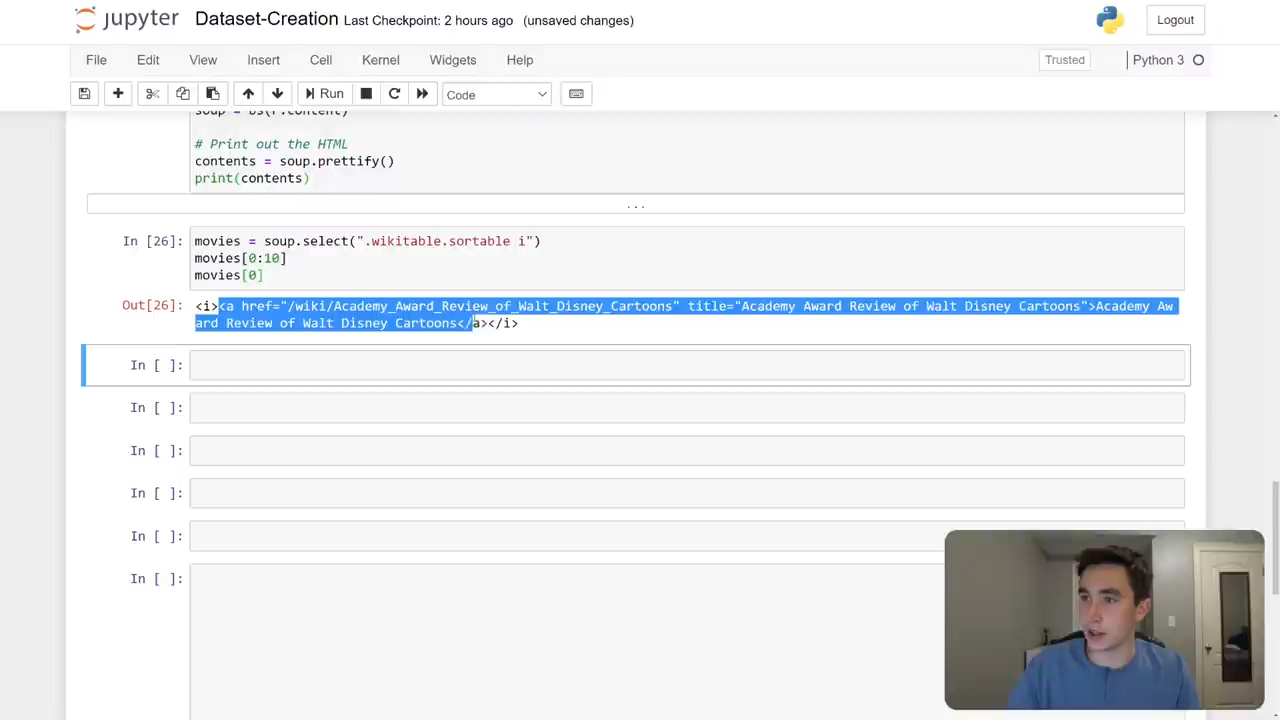 jupyter Dataset-Creation Last Checkpoint: 2 hours ago (unsaved changes) Logout
File Edit View Insert Cell Kernel Widgets Help Trusted Python 3
Run Code
soup = bs(r.content)
# Print out the HTML
contents = soup.prettify()
print(contents)
...
In [26]: movies = soup.select(".wikitable.sortable i")
movies[0:10]
movies[0]
Out[26]: <i><a href="/wiki/Academy_Award_Review_of_Walt_Disney_Cartoons" title="Academy Award Review of Walt Disney Cartoons">Academy Aw
ard Review of Walt Disney Cartoons</a></i>
In [ ]:
In [ ]:
In [ ]:
In [ ]:
In [ ]:
In [ ]: